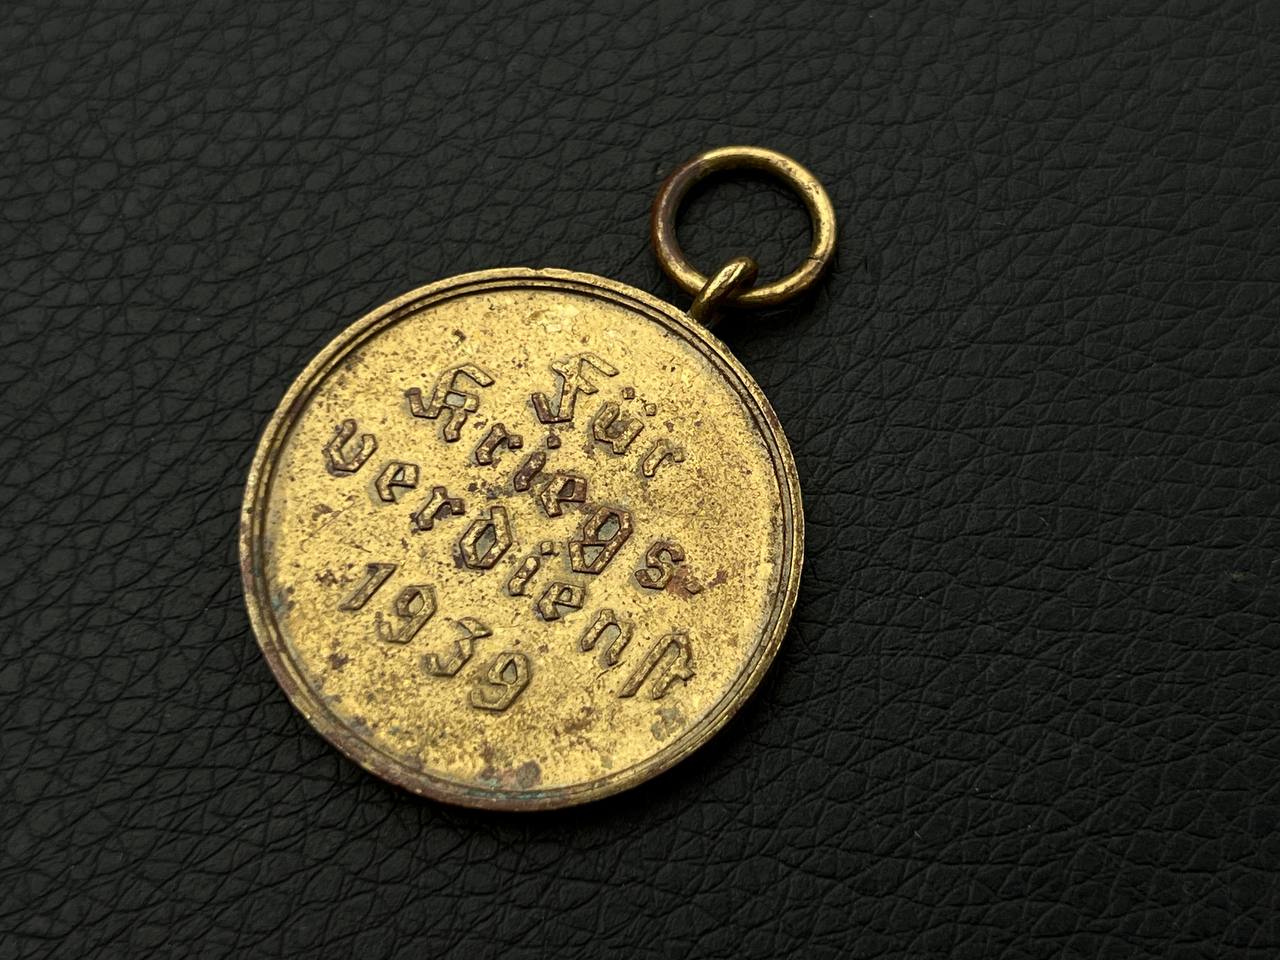 Für
Kriegs-
verdienst
1939